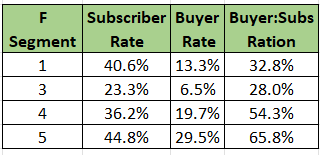 F Segment Subscriber Rate Buyer Rate Buyer:Subs Ration
1 40.6% 13.3% 32.8%
3 23.3% 6.5% 28.0%
4 36.2% 19.7% 54.3%
5 44.8% 29.5% 65.8%